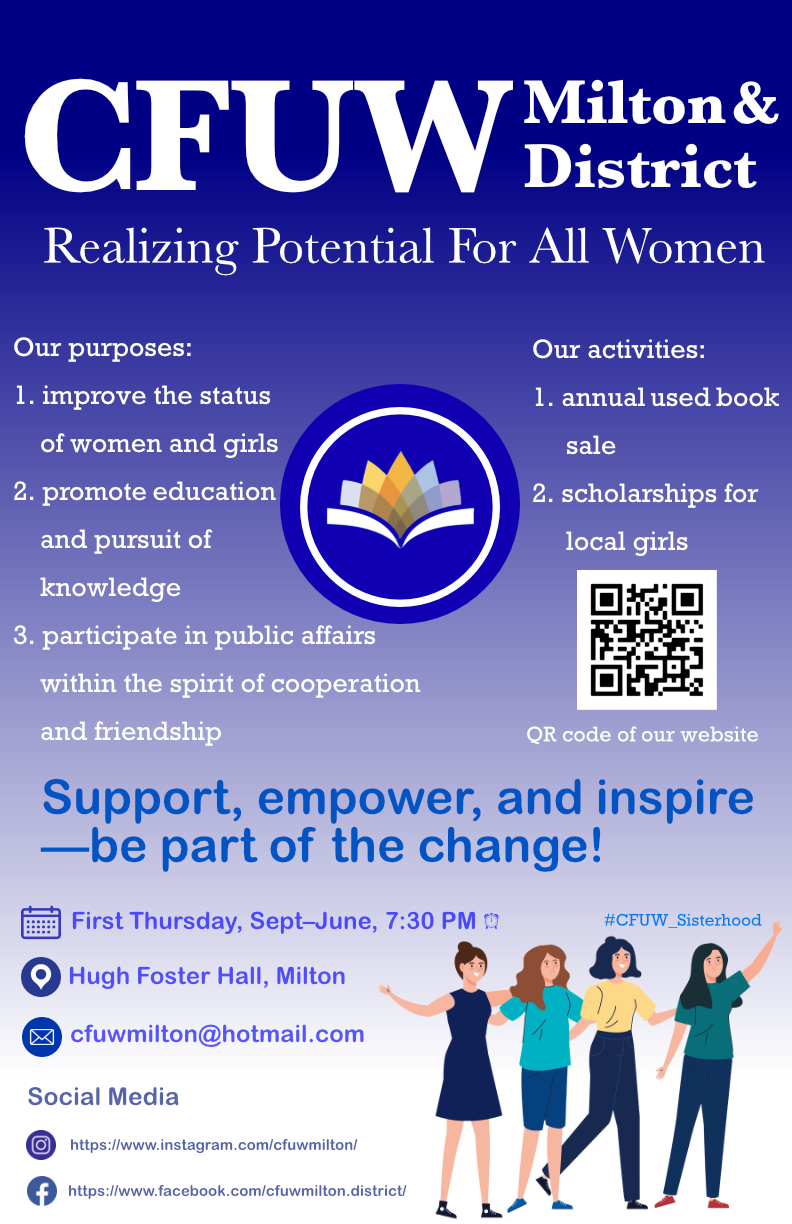 CFUW Milton &
District
Realizing Potential For All Women
Our purposes:
1. improve the status
of women and girls
2. promote education
and pursuit of
knowledge
3. participate in public affairs
within the spirit of cooperation
and friendship
Our activities:
1. annual used book
sale
2. scholarships for
local girls
QR code of our website
Support, empower, and inspire
—be part of the change!
First Thursday, Sept–June, 7:30 PM ⏰
#CFUW_Sisterhood
Hugh Foster Hall, Milton
cfuwmilton@hotmail.com
Social Media
https://www.instagram.com/cfuwmilton/
https://www.facebook.com/cfuwmilton.district/